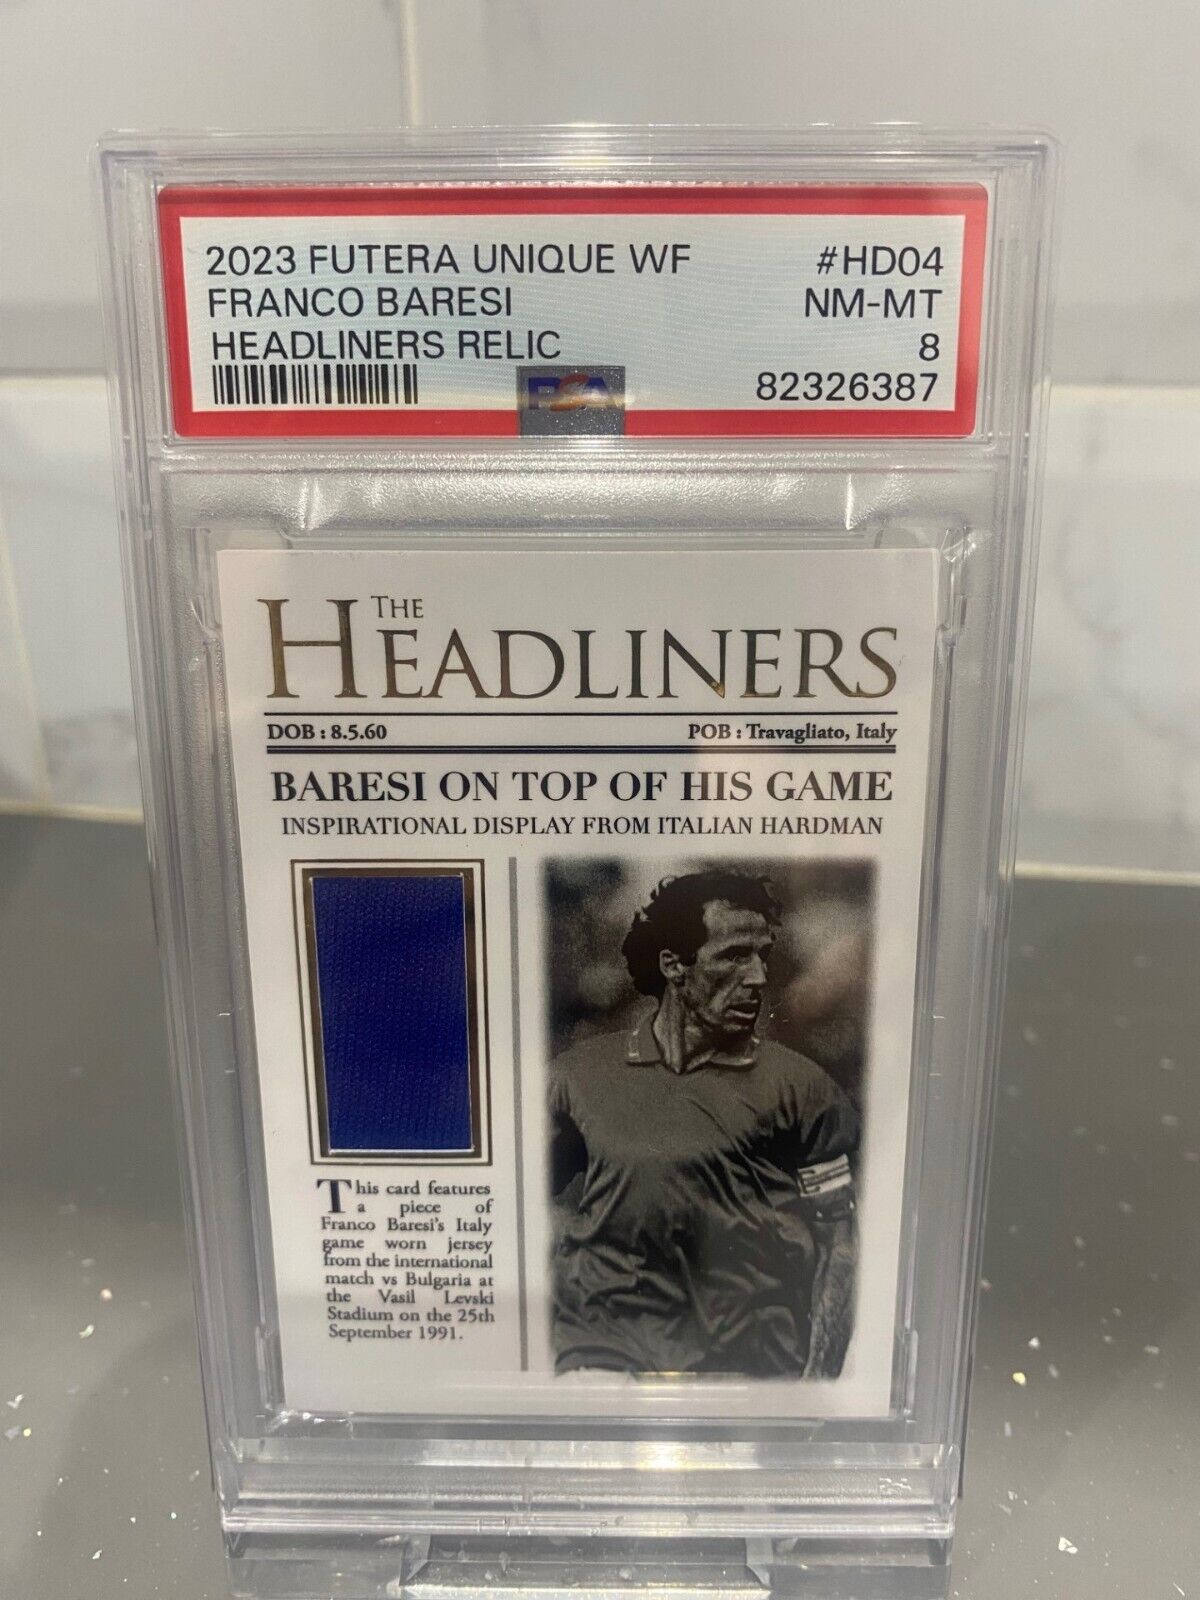 2023 FUTERA UNIQUE WF #HD04
FRANCO BARESI NM-MT
HEADLINERS RELIC 8
PSA 82326387
THE
HEADLINERS
DOB : 8.5.60 POB : Travagliato, Italy
BARESI ON TOP OF HIS GAME
INSPIRATIONAL DISPLAY FROM ITALIAN HARDMAN
This card features
a piece of
Franco Baresi's Italy
game worn jersey
from the international
match vs Bulgaria at
the Vasil Levski
Stadium on the 25th
September 1991.